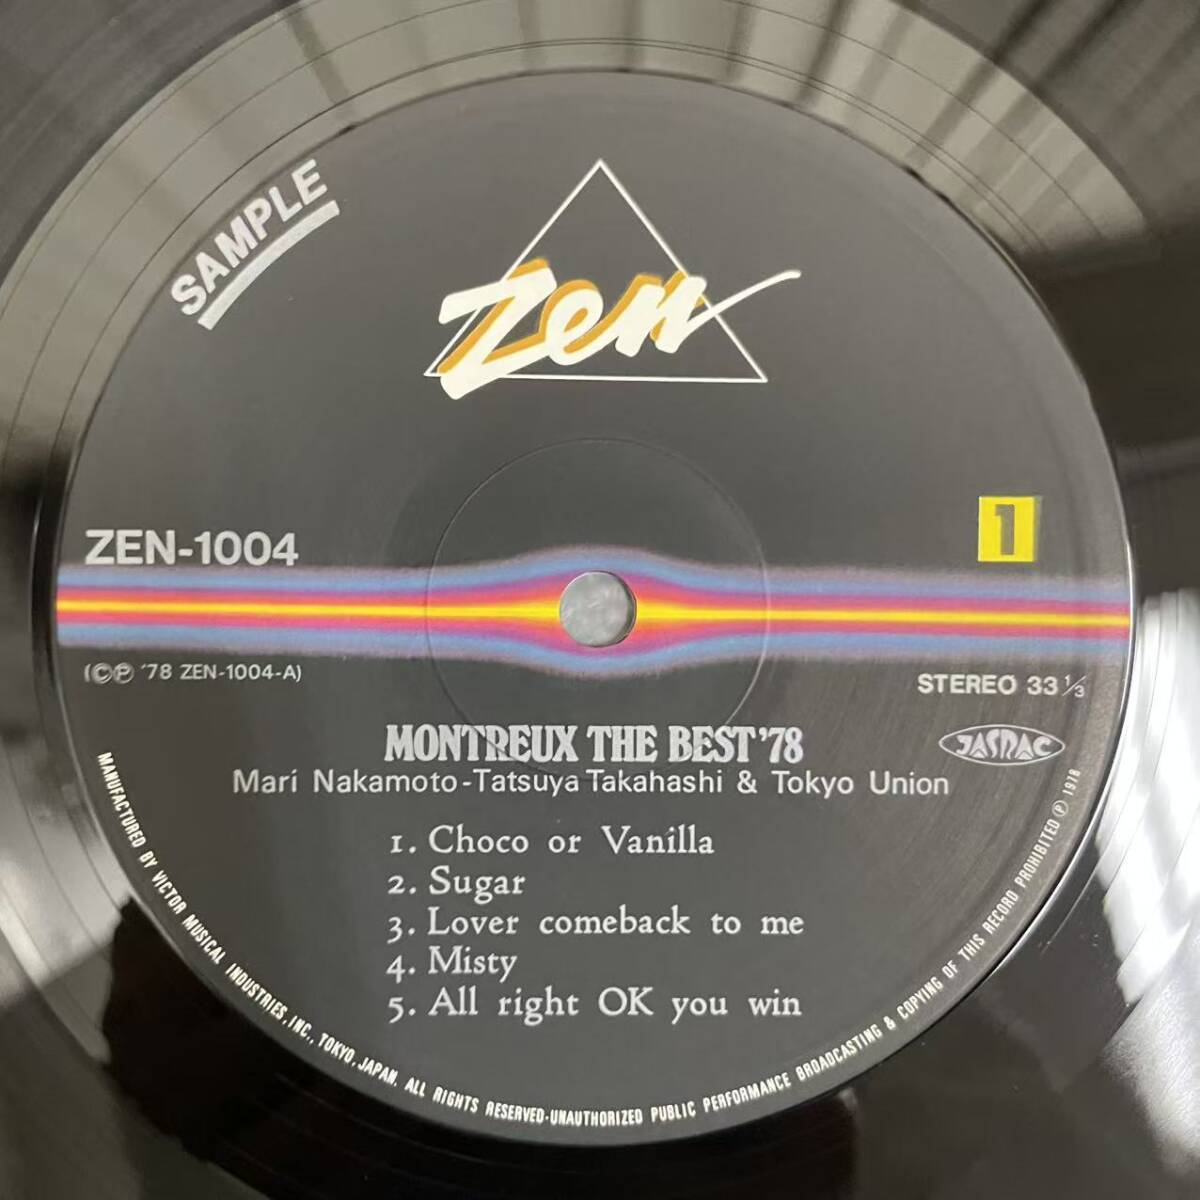 SAMPLE
Zen
ZEN-1004
1
(Ⓒ Ⓟ '78 ZEN-1004-A)
STEREO 33 1/3
MONTREUX THE BEST '78
JASRAC
Mari Nakamoto-Tatsuya Takahashi & Tokyo Union
1. Choco or Vanilla
2. Sugar
3. Lover comeback to me
4. Misty
5. All right OK you win
MANUFACTURED BY VICTOR MUSICAL INDUSTRIES, INC., TOKYO, JAPAN. ALL RIGHTS RESERVED-UNAUTHORIZED PUBLIC PERFORMANCE BROADCASTING & COPYING OF THIS RECORD PROHIBITED Ⓟ 1978